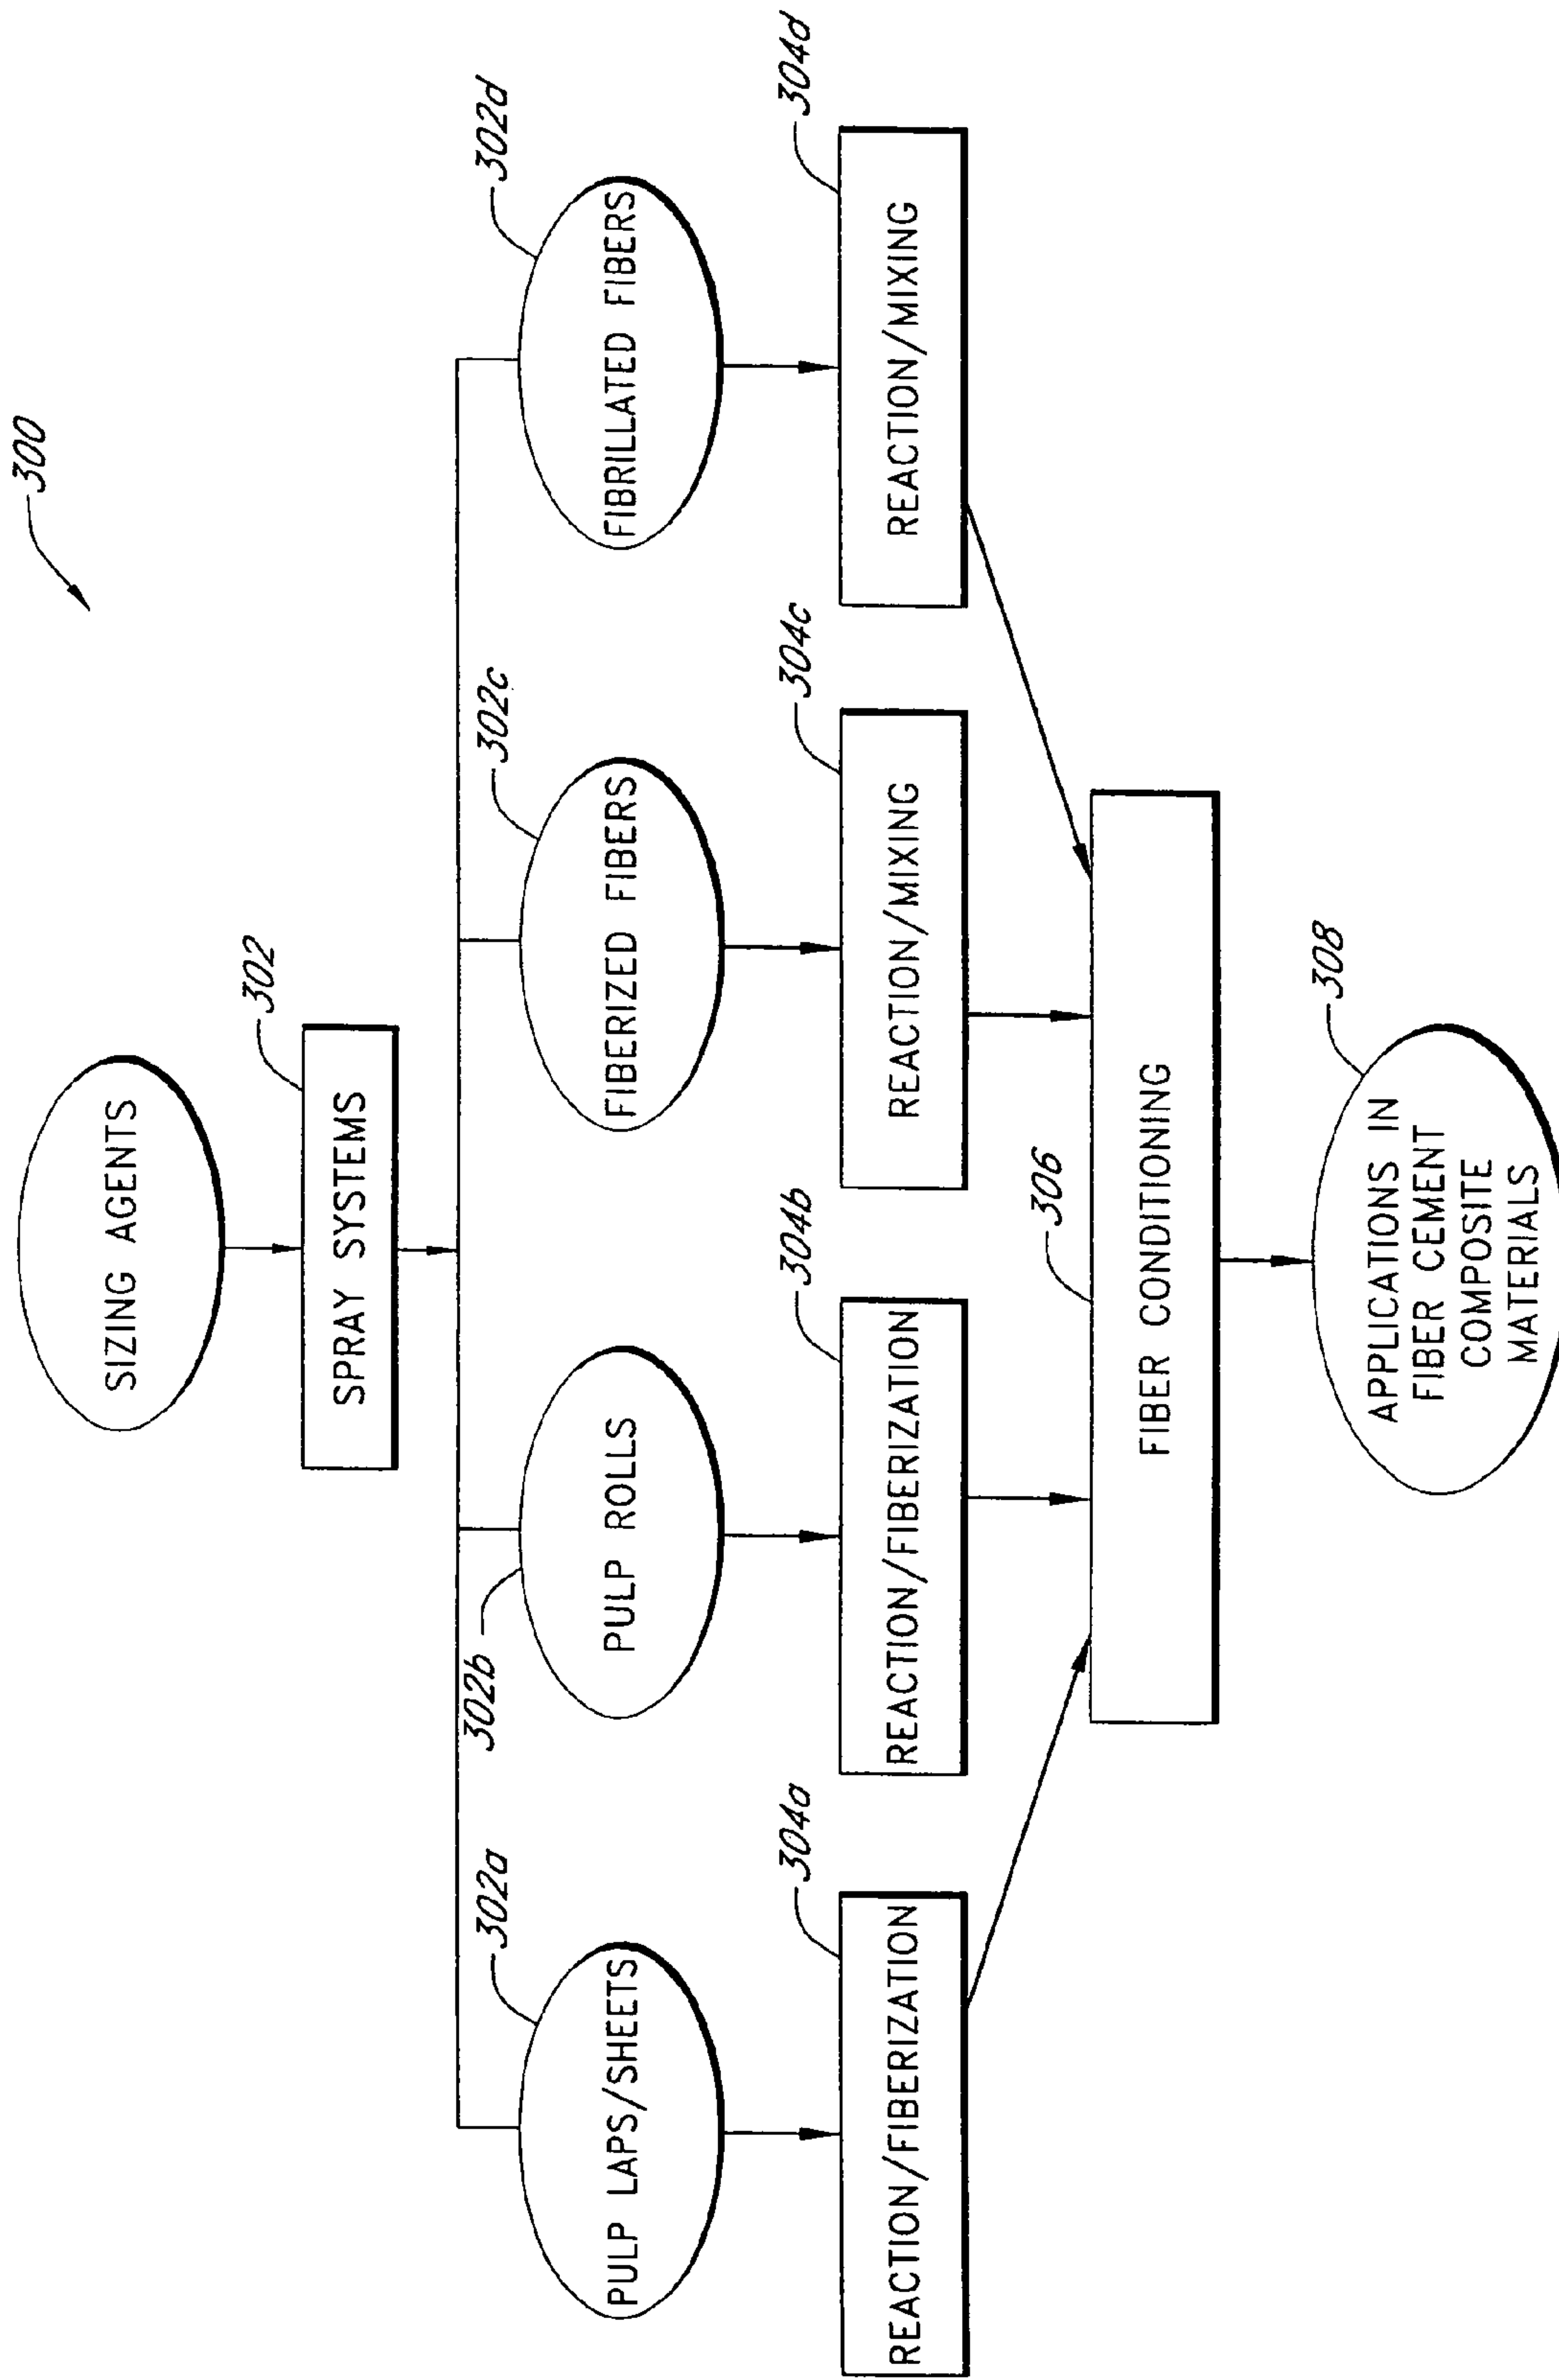 300
SIZING AGENTS
302
SPRAY SYSTEMS
302a
302b
302c
302d
PULP LAPS/SHEETS
PULP ROLLS
FIBERIZED FIBERS
FIBRILLATED FIBERS
304a
304b
304c
304d
REACTION/FIBERIZATION
REACTION/FIBERIZATION
REACTION/MIXING
REACTION/MIXING
306
FIBER CONDITIONING
308
APPLICATIONS IN
FIBER CEMENT
COMPOSITE
MATERIALS